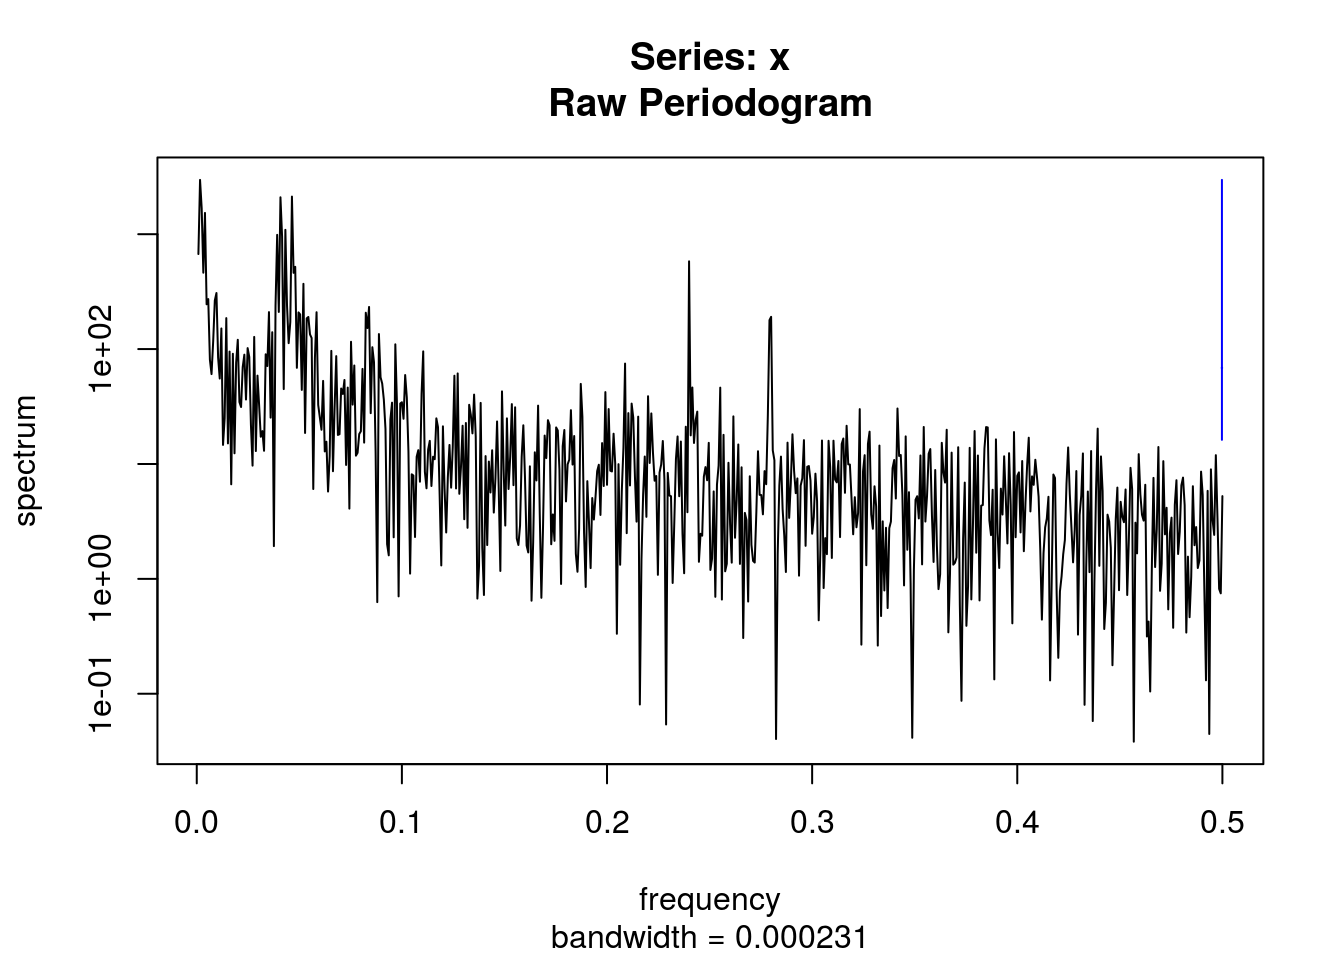 Series: x
Raw Periodogram
spectrum
1e+02
1e+00
1e-01
0.0 0.1 0.2 0.3 0.4 0.5
frequency
bandwidth = 0.000231